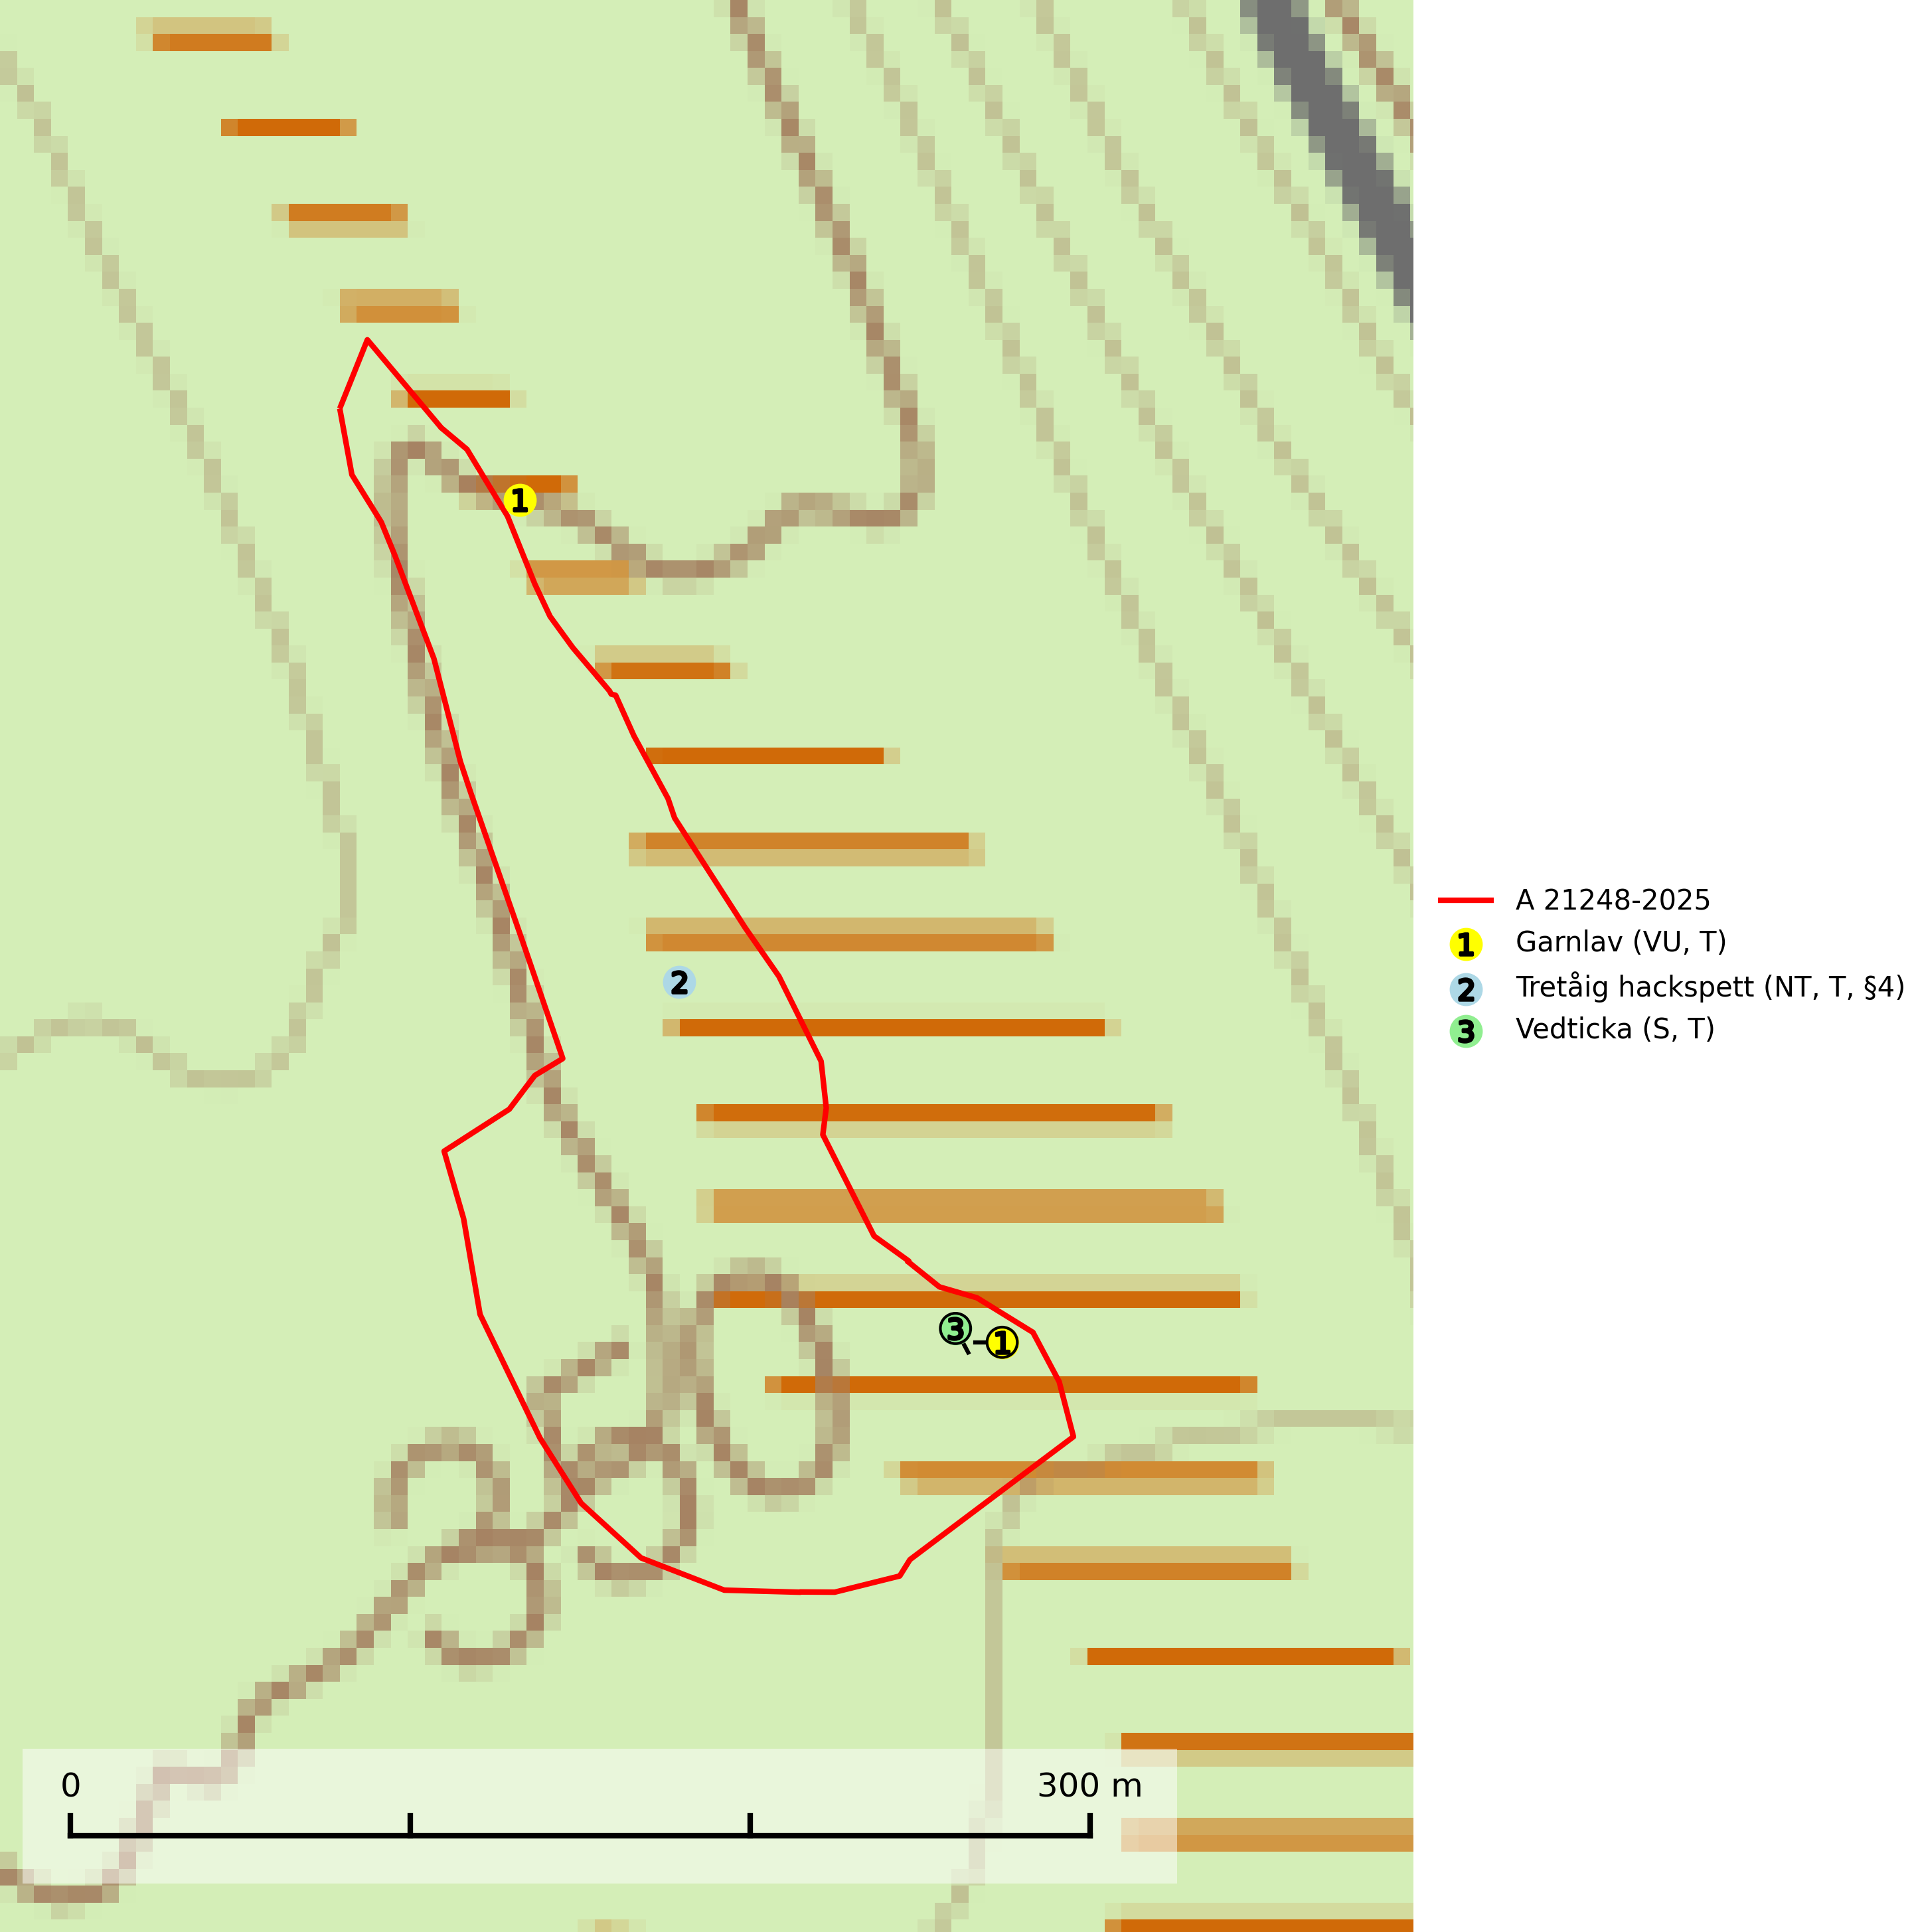 1
2
3 1
0 300 m
A 21248-2025
1 Garnlav (VU, T)
2 Tretåig hackspett (NT, T, §4)
3 Vedticka (S, T)